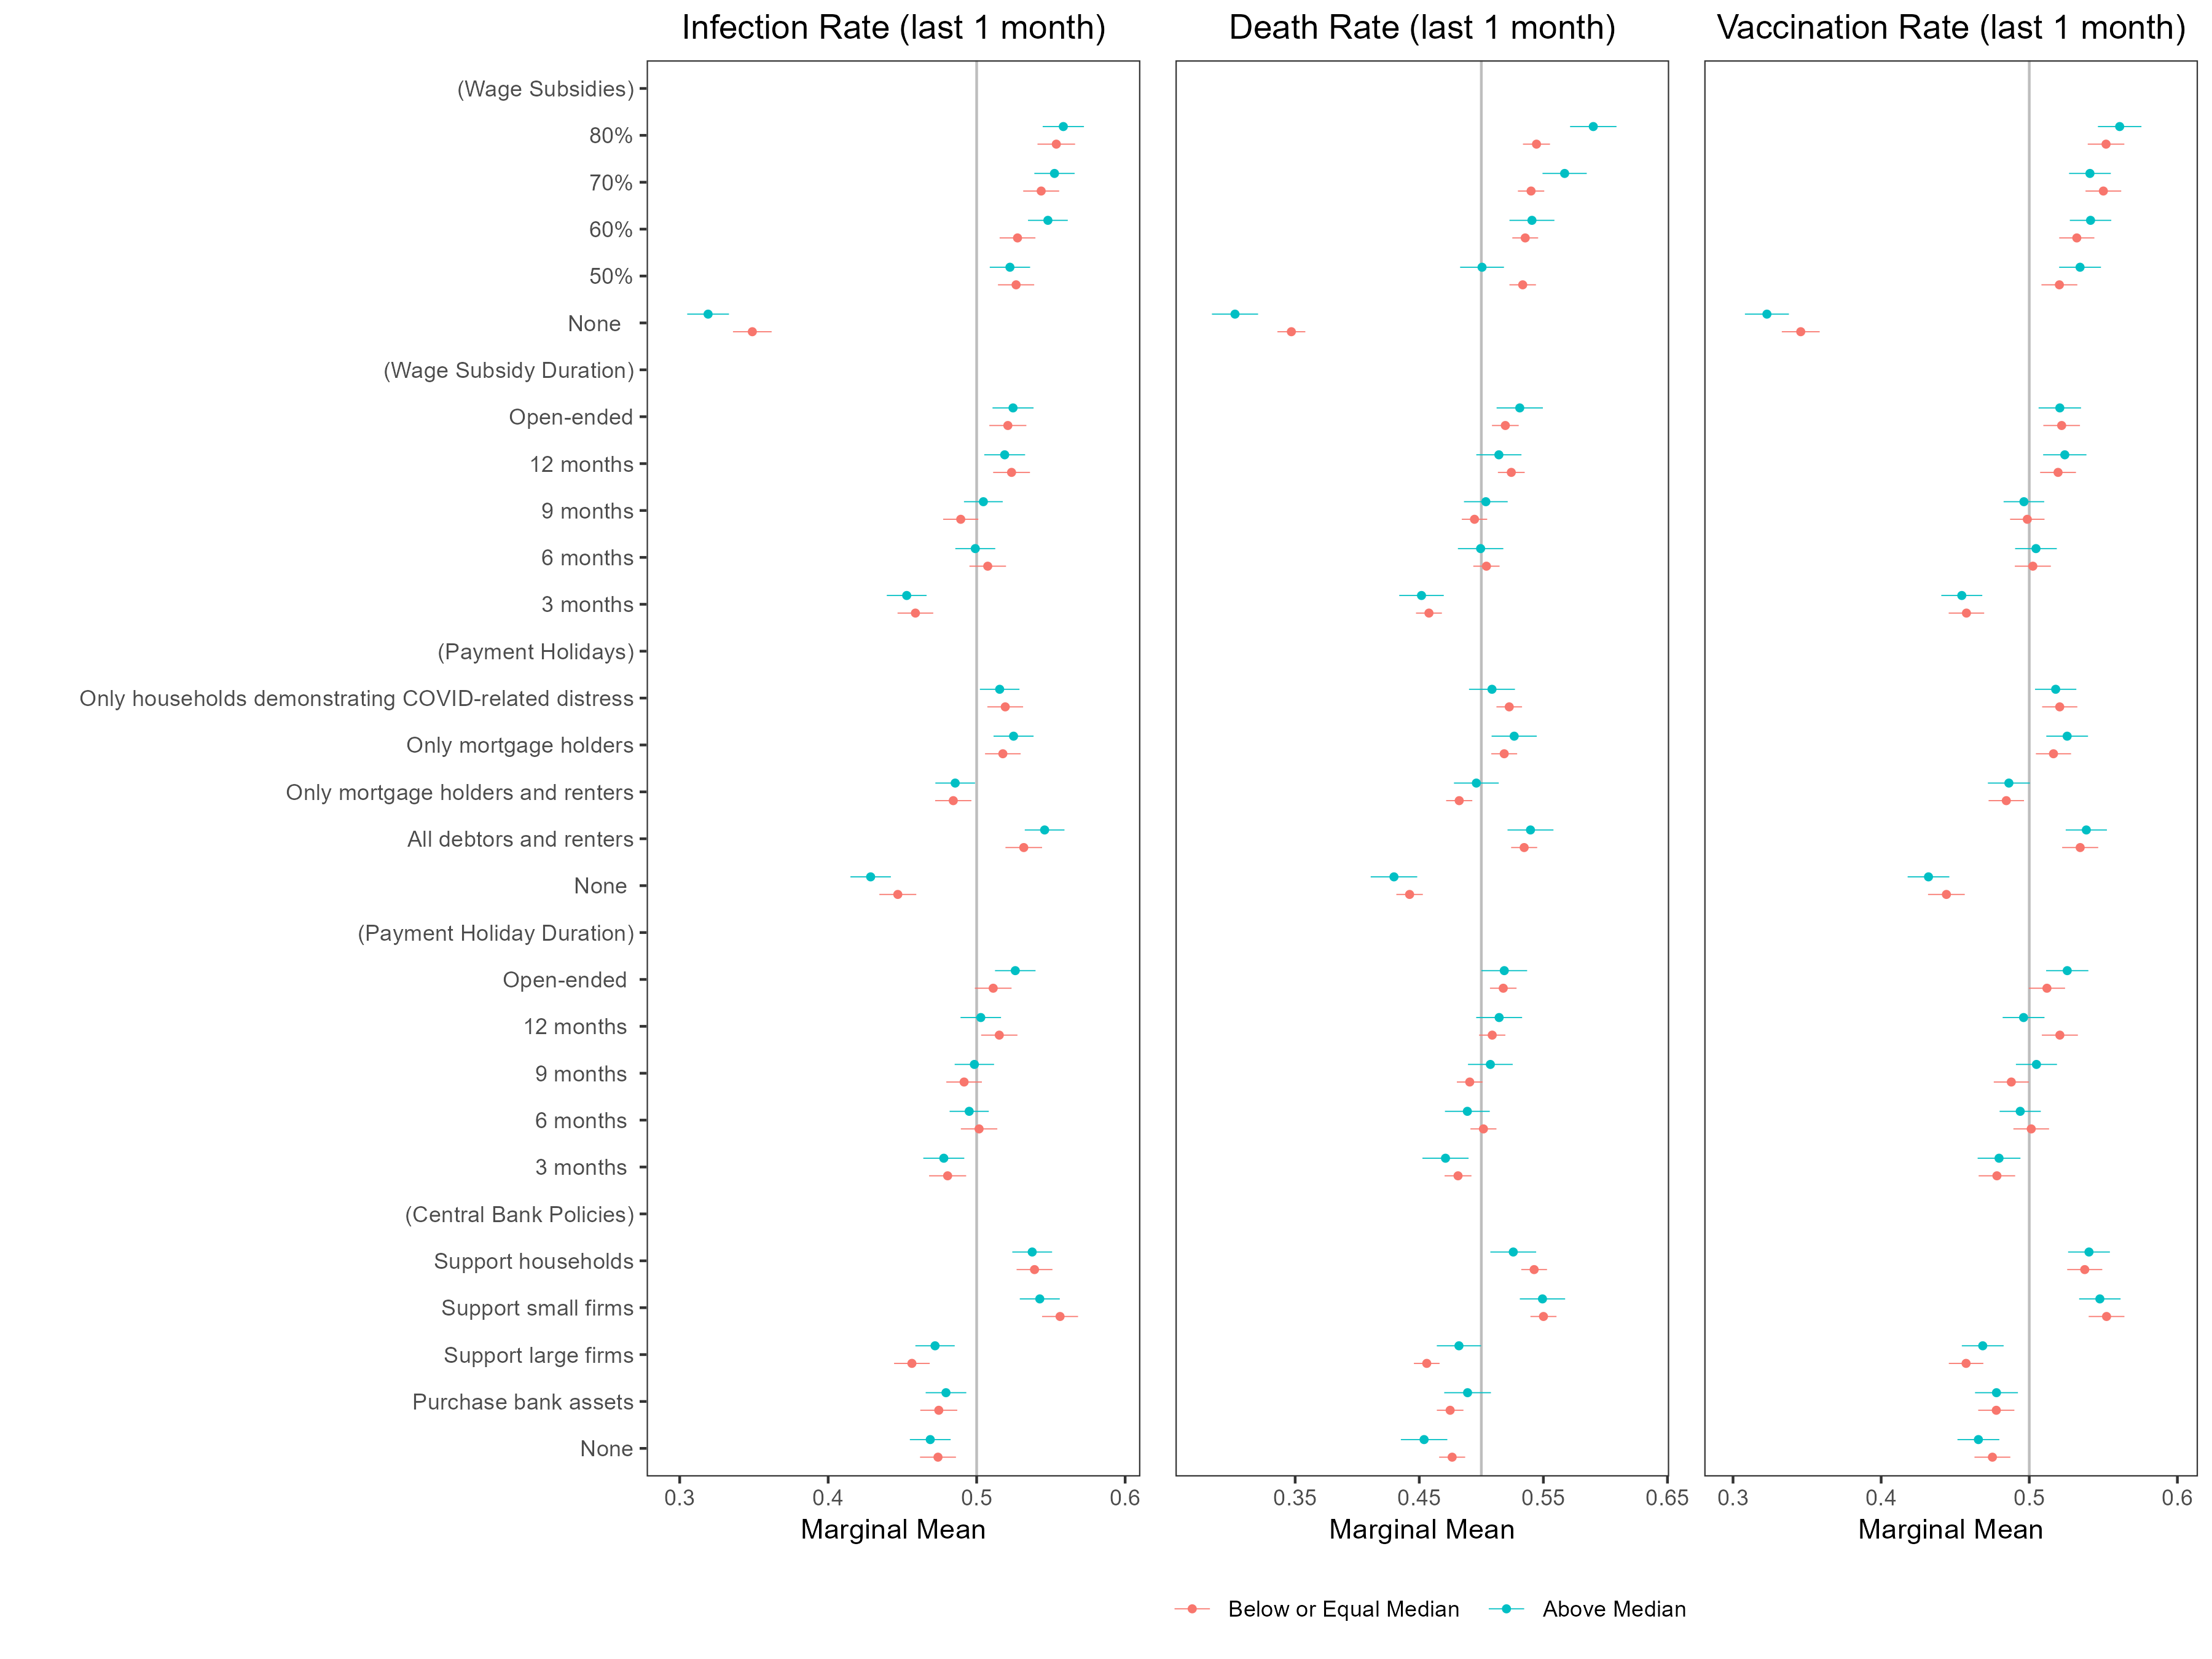 Infection Rate (last 1 month)
Death Rate (last 1 month)
Vaccination Rate (last 1 month)
(Wage Subsidies)
80%
70%
60%
50%
None
(Wage Subsidy Duration)
Open-ended
12 months
9 months
6 months
3 months
(Payment Holidays)
Only households demonstrating COVID-related distress
Only mortgage holders
Only mortgage holders and renters
All debtors and renters
None
(Payment Holiday Duration)
Open-ended
12 months
9 months
6 months
3 months
(Central Bank Policies)
Support households
Support small firms
Support large firms
Purchase bank assets
None
0.3 0.4 0.5 0.6
0.35 0.45 0.55 0.65
0.3 0.4 0.5 0.6
Marginal Mean
Marginal Mean
Marginal Mean
Below or Equal Median
Above Median